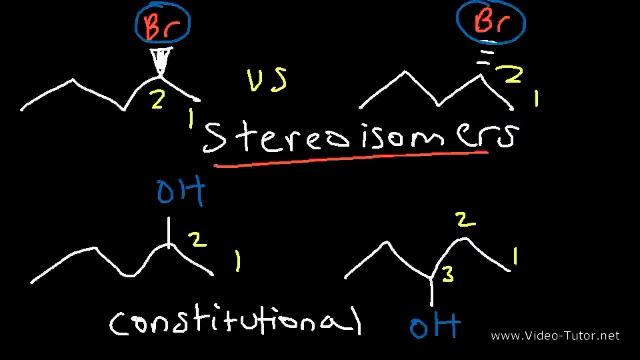 Br Br
VS
2 2
1 1
Stereoisomers
OH
2 2
1 1
3
constitutional OH
www.Video-Tutor.net